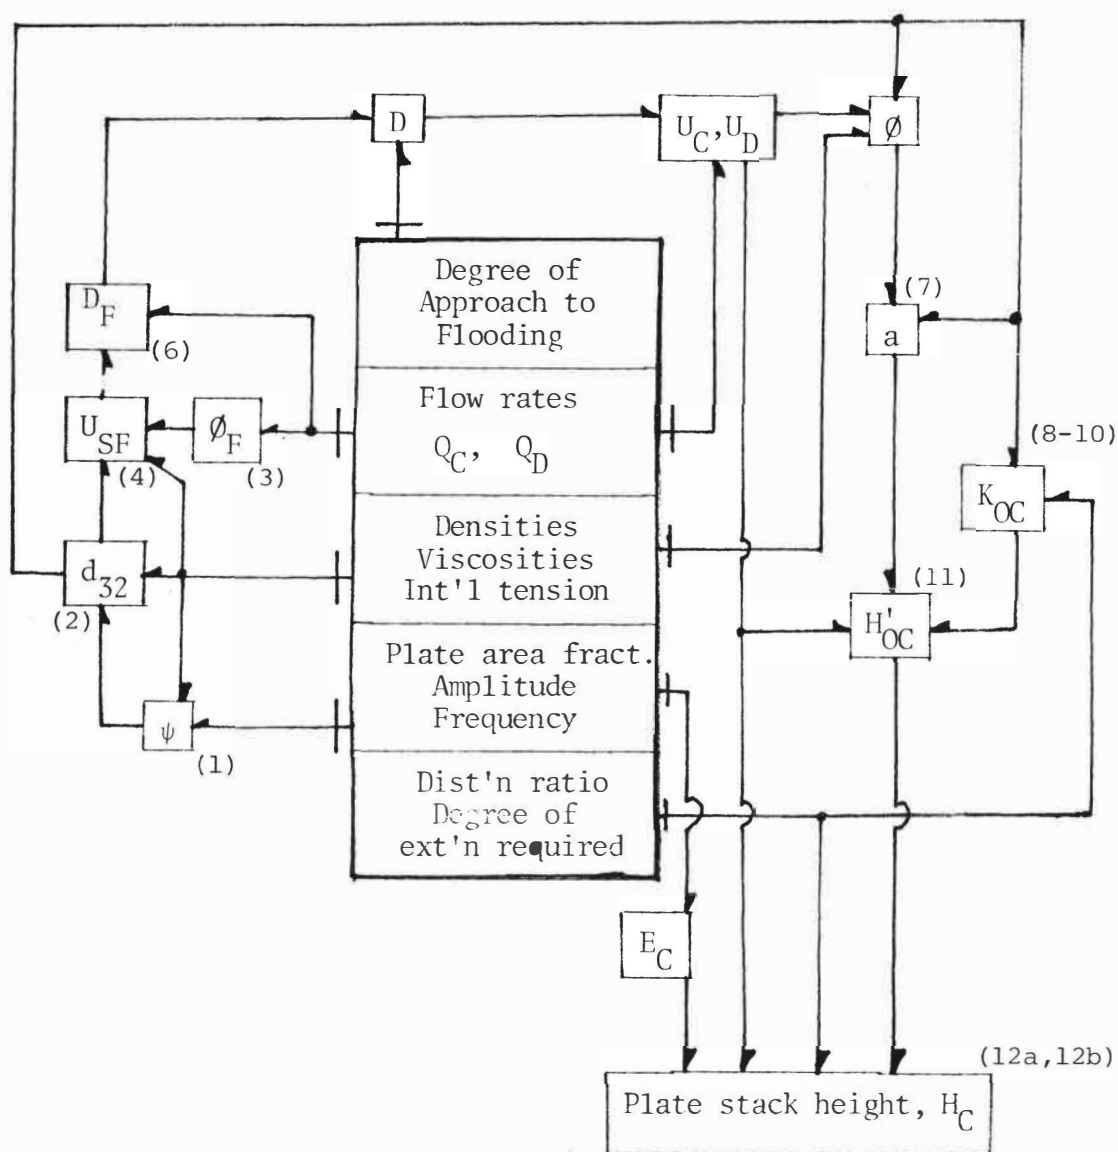 D
U_C, U_D
Ø
Degree of
Approach to
Flooding
D_F
(6)
(7)
a
Flow rates
Q_C, Q_D
U_SF
(4)
Ø_F
(3)
(8-10)
K_OC
Densities
Viscosities
Int'l tension
d_32
(2)
(11)
H'_OC
Plate area fract.
Amplitude
Frequency
ψ
(1)
Dist'n ratio
Degree of
ext'n required
E_C
(12a,12b)
Plate stack height, H_C